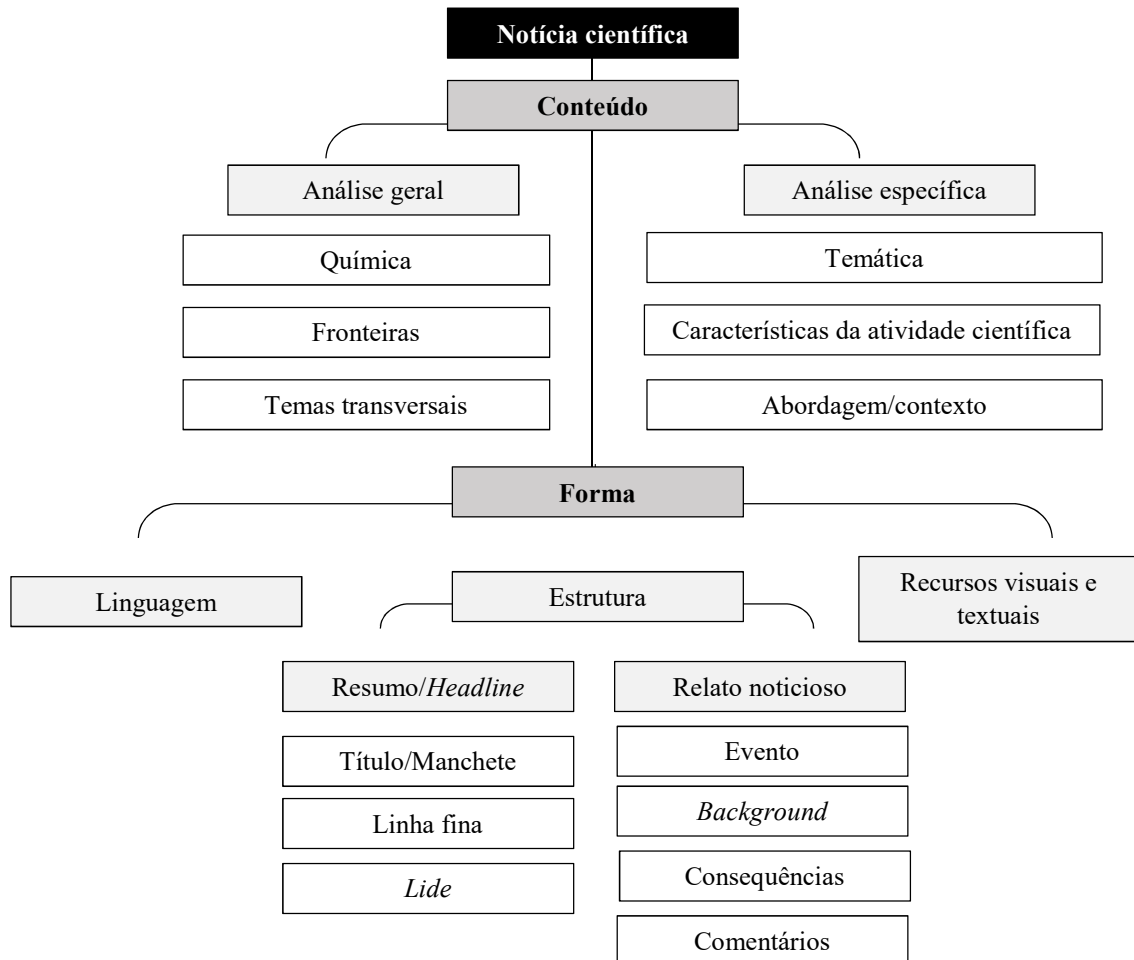 Notícia científica
Conteúdo
Análise geral
Análise específica
Química
Temática
Fronteiras
Características da atividade científica
Temas transversais
Abordagem/contexto
Forma
Linguagem
Estrutura
Recursos visuais e
textuais
Resumo/Headline
Relato noticioso
Título/Manchete
Evento
Linha fina
Background
Lide
Consequências
Comentários